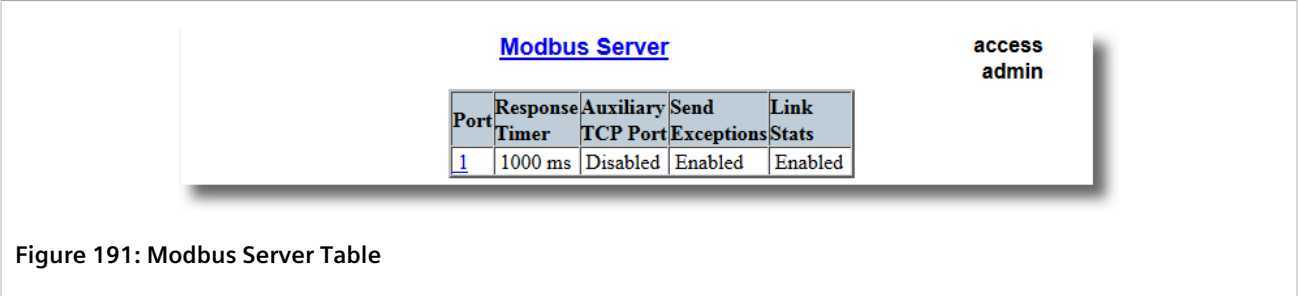 Modbus Server
access
admin
Port Response Timer Auxiliary TCP Port Send Exceptions Link Stats
1 1000 ms Disabled Enabled Enabled
Figure 191: Modbus Server Table